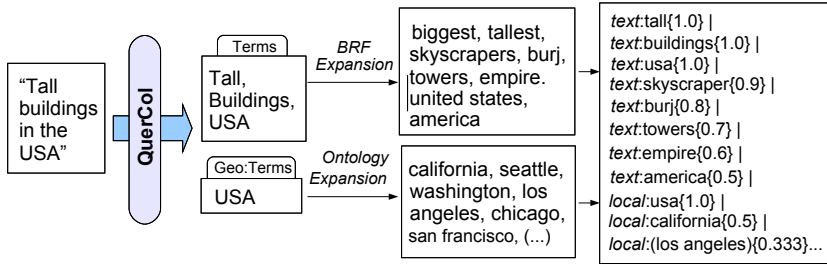 “Tall
buildings
in the
USA”
QuerCol
Terms
Tall,
Buildings,
USA
Geo:Terms
USA
BRF
Expansion
Ontology
Expansion
biggest, tallest,
skyscrapers, burj,
towers, empire.
united states,
america
california, seattle,
washington, los
angeles, chicago,
san francisco, (...)
text:tall{1.0} |
text:buildings{1.0} |
text:usa{1.0} |
text:skyscraper{0.9} |
text:burj{0.8} |
text:towers{0.7} |
text:empire{0.6} |
text:america{0.5} |
local:usa{1.0} |
local:california{0.5} |
local:(los angeles){0.333}...